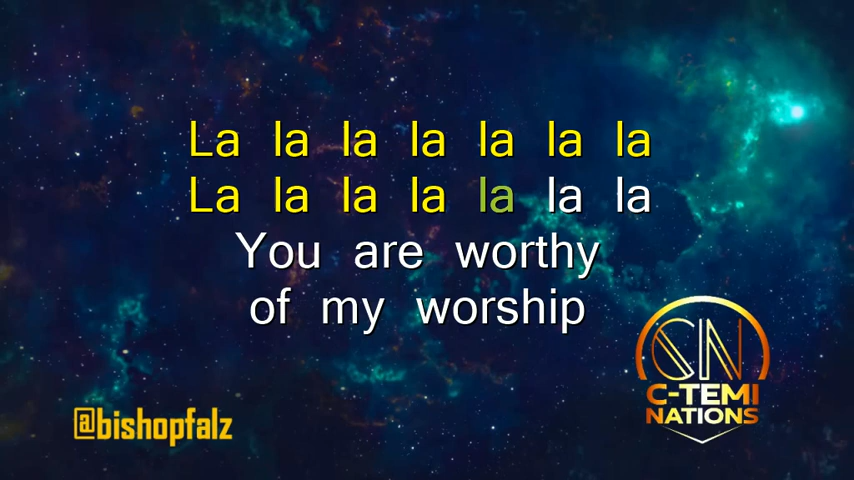 La la la la la la la
La la la la la la la
You are worthy
of my worship
CN
C-TEMI
NATIONS
@bishopfalz